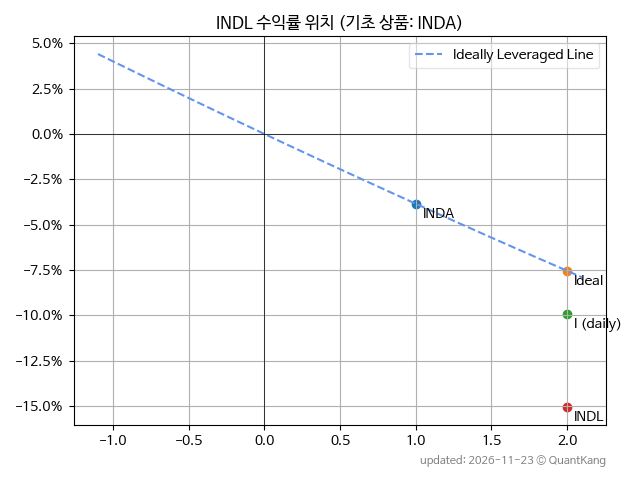 INDL 수익률 위치 (기초 상품: INDA)
Ideally Leveraged Line
5.0%
2.5%
0.0%
−2.5%
−5.0%
−7.5%
−10.0%
−12.5%
−15.0%
INDA
Ideal
I (daily)
INDL
−1.0
−0.5
0.0
0.5
1.0
1.5
2.0
updated: 2026-11-23 © QuantKang